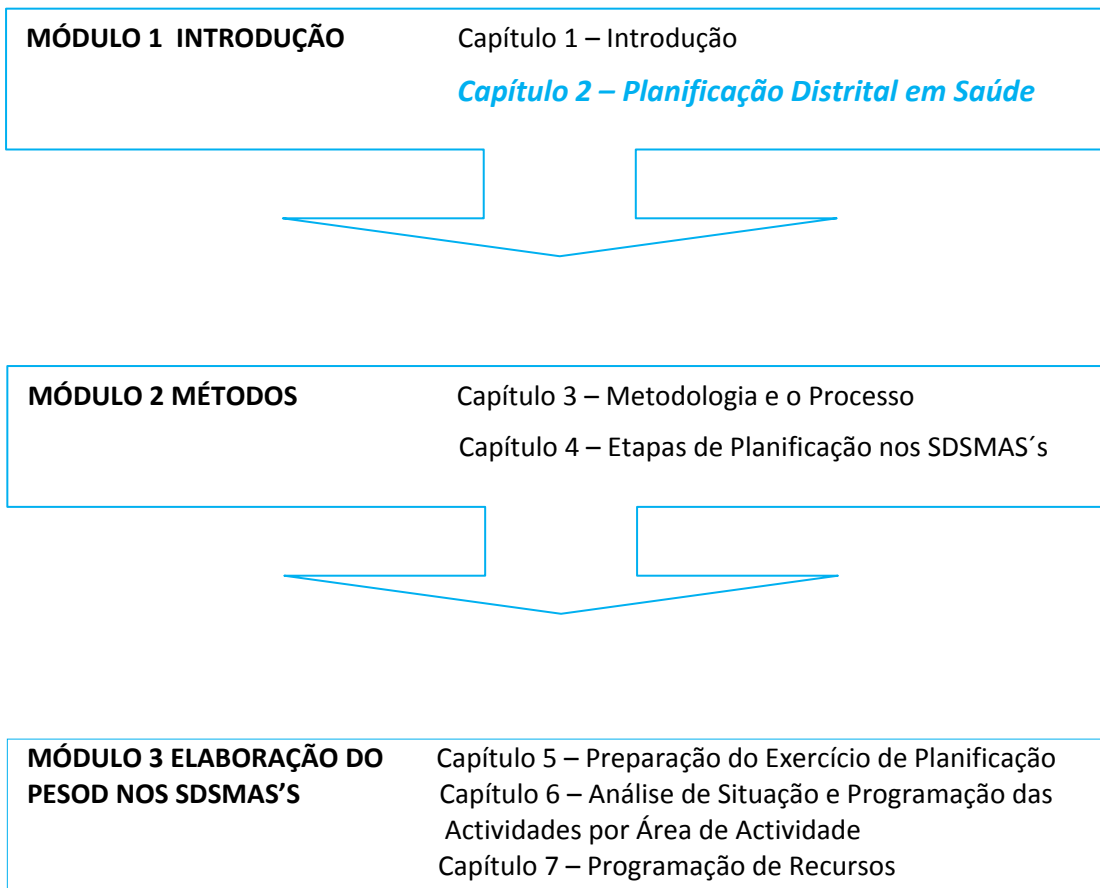 MÓDULO 1 INTRODUÇÃO Capítulo 1 – Introdução
Capítulo 2 – Planificação Distrital em Saúde
MÓDULO 2 MÉTODOS Capítulo 3 – Metodologia e o Processo
Capítulo 4 – Etapas de Planificação nos SDSMAS´s
MÓDULO 3 ELABORAÇÃO DO Capítulo 5 – Preparação do Exercício de Planificação
PESOD NOS SDSMAS’S Capítulo 6 – Análise de Situação e Programação das
Actividades por Área de Actividade
Capítulo 7 – Programação de Recursos